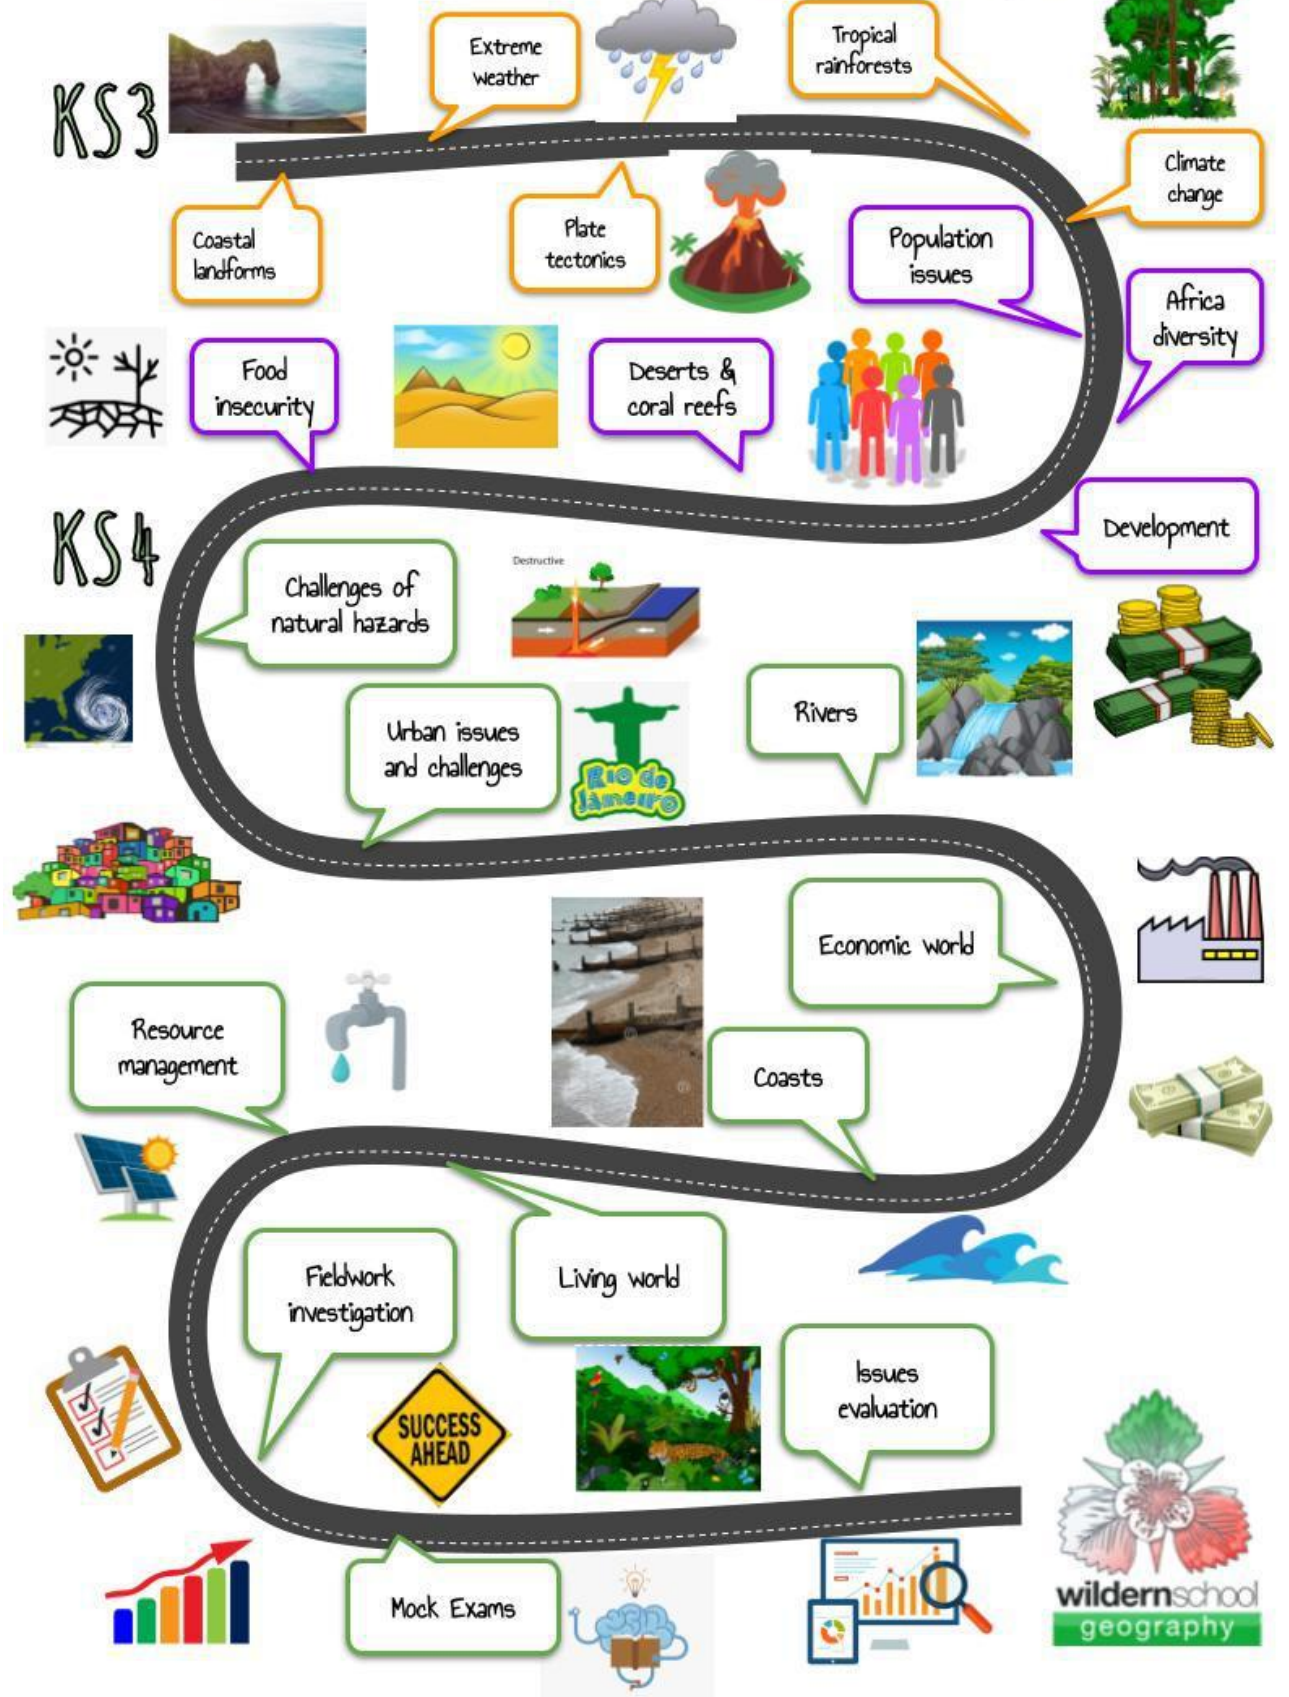 KS3
Extreme
weather
Tropical
rainforests
Climate
change
Coastal
landforms
Plate
tectonics
Population
issues
Africa
diversity
Food
insecurity
Deserts &
coral reefs
Development
KS4
Challenges of
natural hazards
Destructive
Urban issues
and challenges
Rio de
Janeiro
Rivers
Economic world
Resource
management
Coasts
Fieldwork
investigation
Living world
SUCCESS
AHEAD
Issues
evaluation
Mock Exams
wildernschool
geography